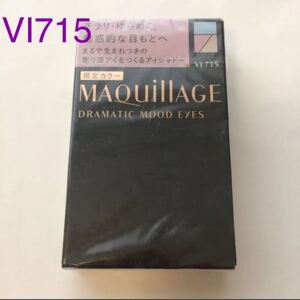 VI715
チラリ・ゆらめく、
惑的な目もとへ
まるで生まれつきの
彫り深アイをつくるアイシャドー
VI715
限定カラー
MAQuillAGE
DRAMATIC MOOD EYES